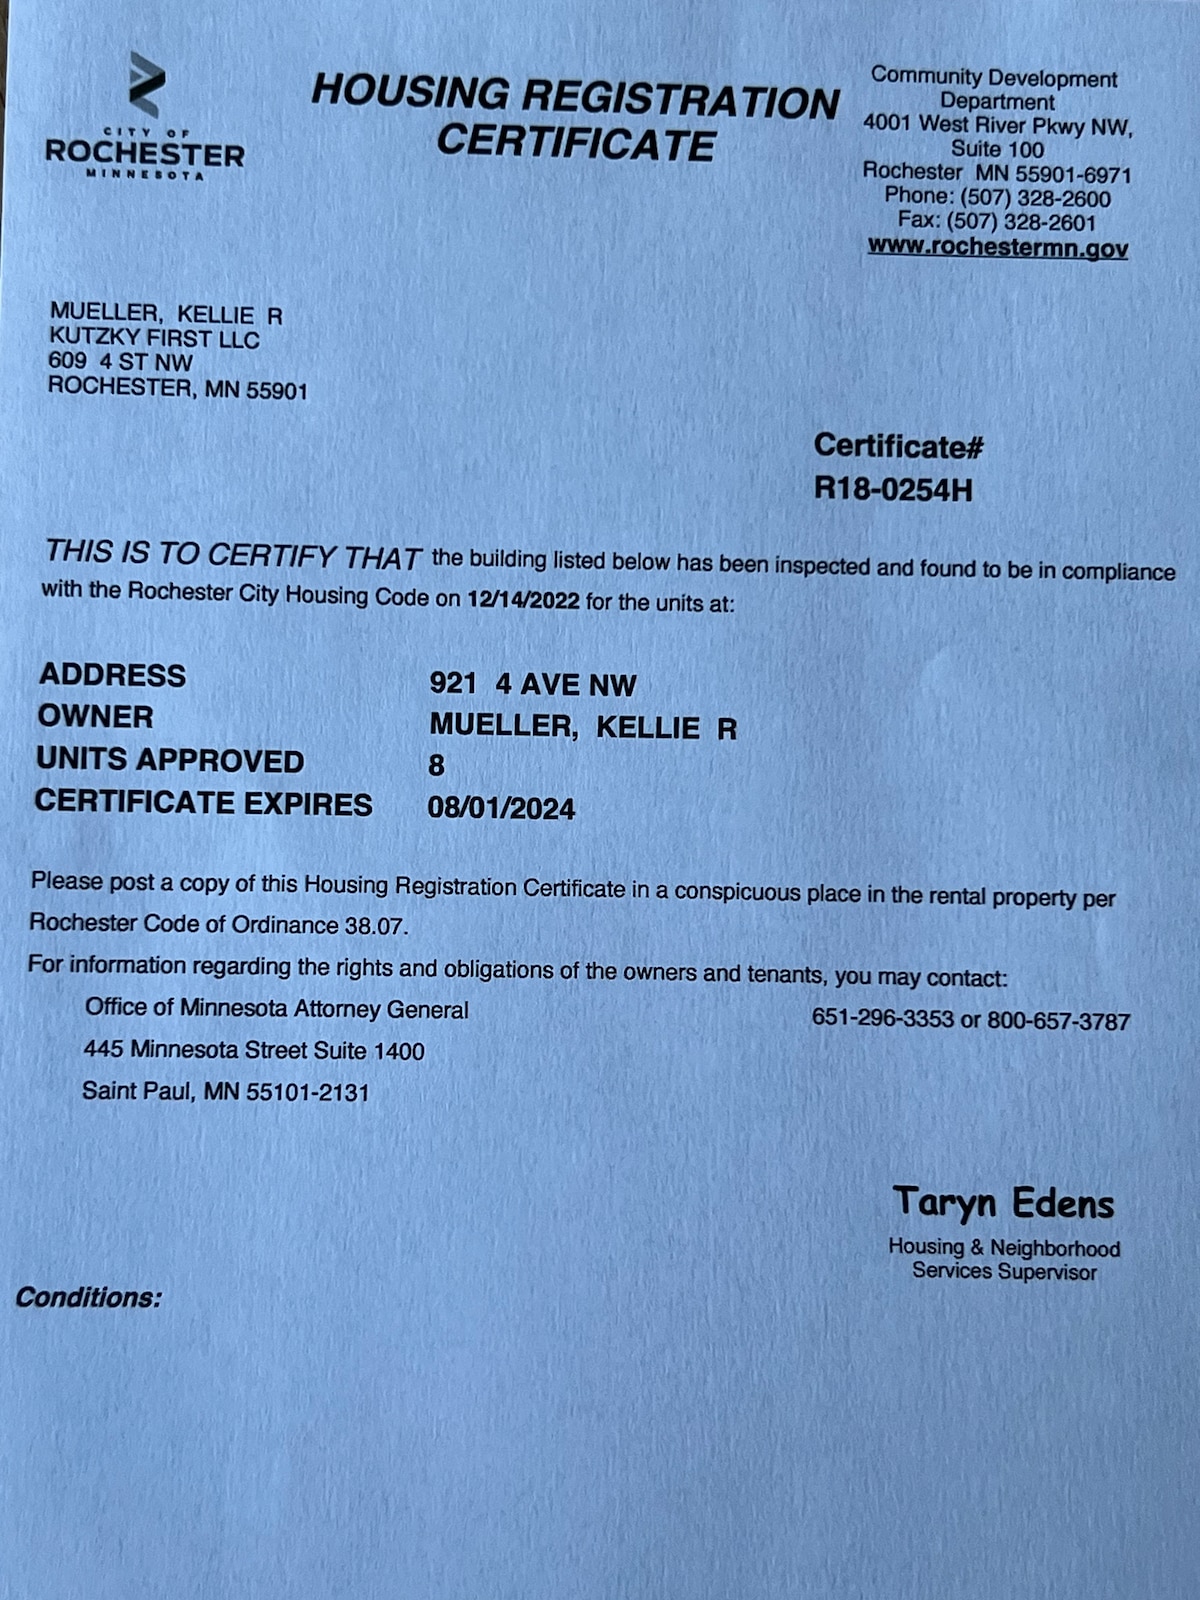 CITY OF
ROCHESTER
MINNESOTA
HOUSING REGISTRATION
CERTIFICATE
Community Development
Department
4001 West River Pkwy NW,
Suite 100
Rochester MN 55901-6971
Phone: (507) 328-2600
Fax: (507) 328-2601
www.rochestermn.gov
MUELLER, KELLIE R
KUTZKY FIRST LLC
609 4 ST NW
ROCHESTER, MN 55901
Certificate#
R18-0254H
THIS IS TO CERTIFY THAT the building listed below has been inspected and found to be in compliance
with the Rochester City Housing Code on 12/14/2022 for the units at:
ADDRESS 921 4 AVE NW
OWNER MUELLER, KELLIE R
UNITS APPROVED 8
CERTIFICATE EXPIRES 08/01/2024
Please post a copy of this Housing Registration Certificate in a conspicuous place in the rental property per
Rochester Code of Ordinance 38.07.
For information regarding the rights and obligations of the owners and tenants, you may contact:
Office of Minnesota Attorney General 651-296-3353 or 800-657-3787
445 Minnesota Street Suite 1400
Saint Paul, MN 55101-2131
Taryn Edens
Housing & Neighborhood
Services Supervisor
Conditions: